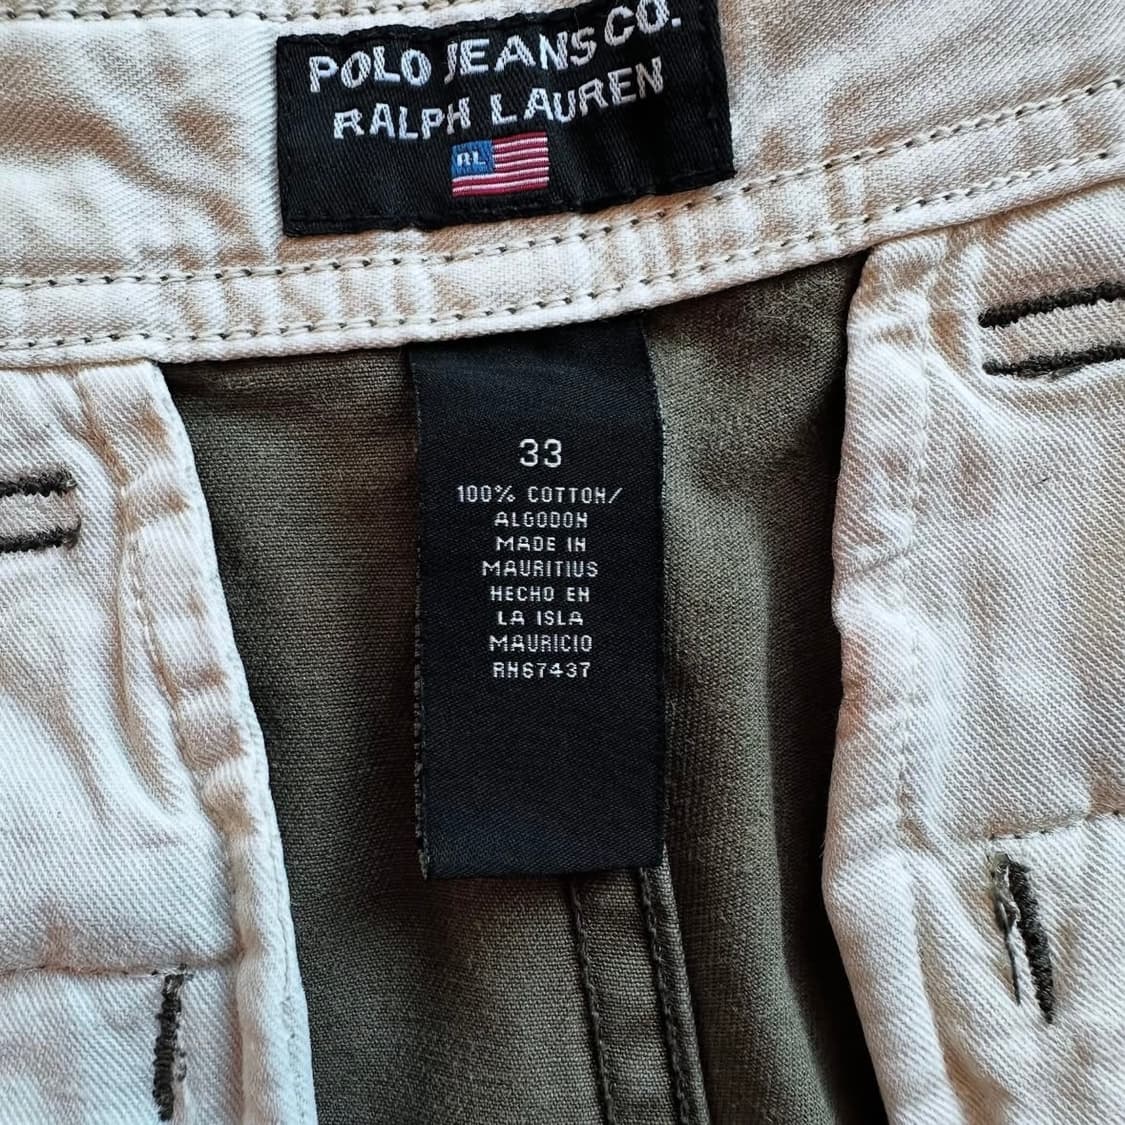 POLO JEANS CO.
RALPH LAUREN
RL
33
100% COTTON/
ALGODON
MADE IN
MAURITIUS
HECHO EN
LA ISLA
MAURICIO
RN67437